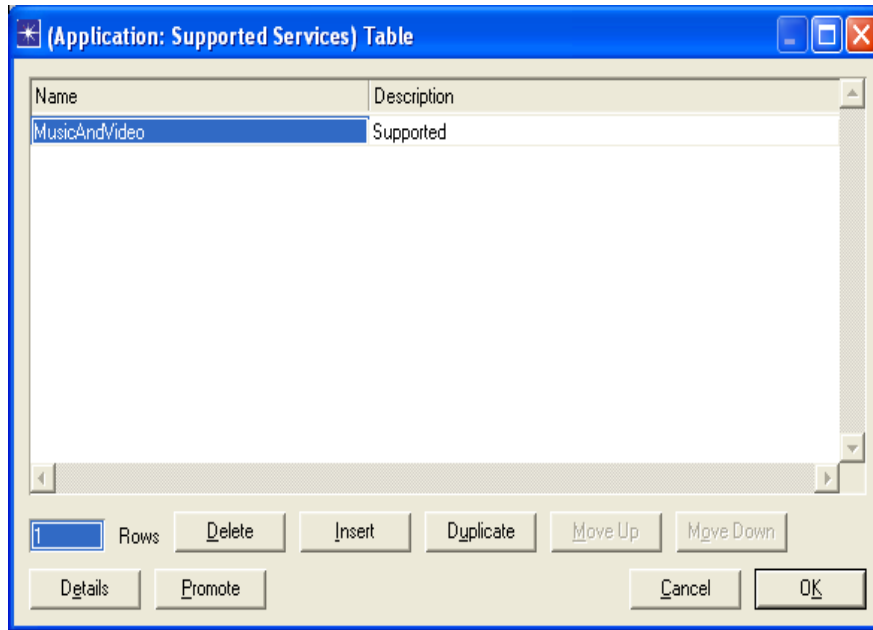 (Application: Supported Services) Table
Name Description
MusicAndVideo Supported
1 Rows Delete Insert Duplicate Move Up Move Down
Details Promote Cancel OK